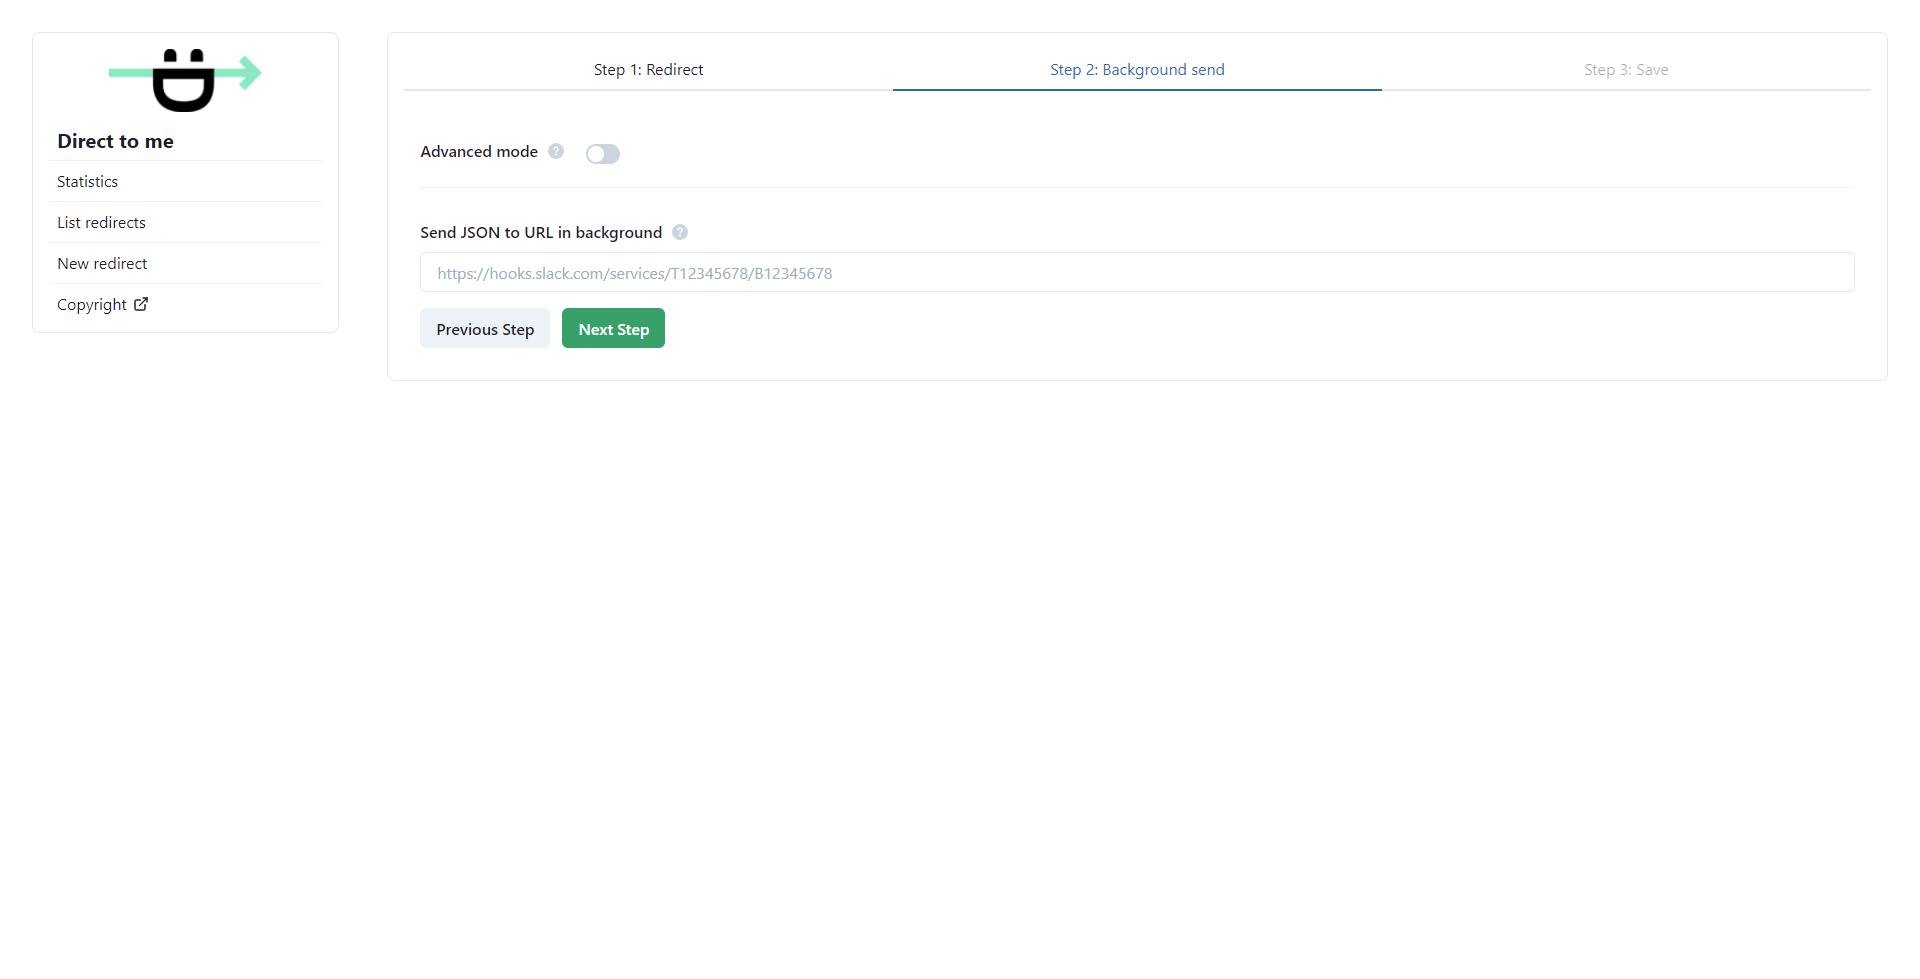 Direct to me
Statistics
List redirects
New redirect
Copyright
Step 1: Redirect
Step 2: Background send
Step 3: Save
Advanced mode ?
Send JSON to URL in background ?
https://hooks.slack.com/services/T12345678/B12345678
Previous Step
Next Step